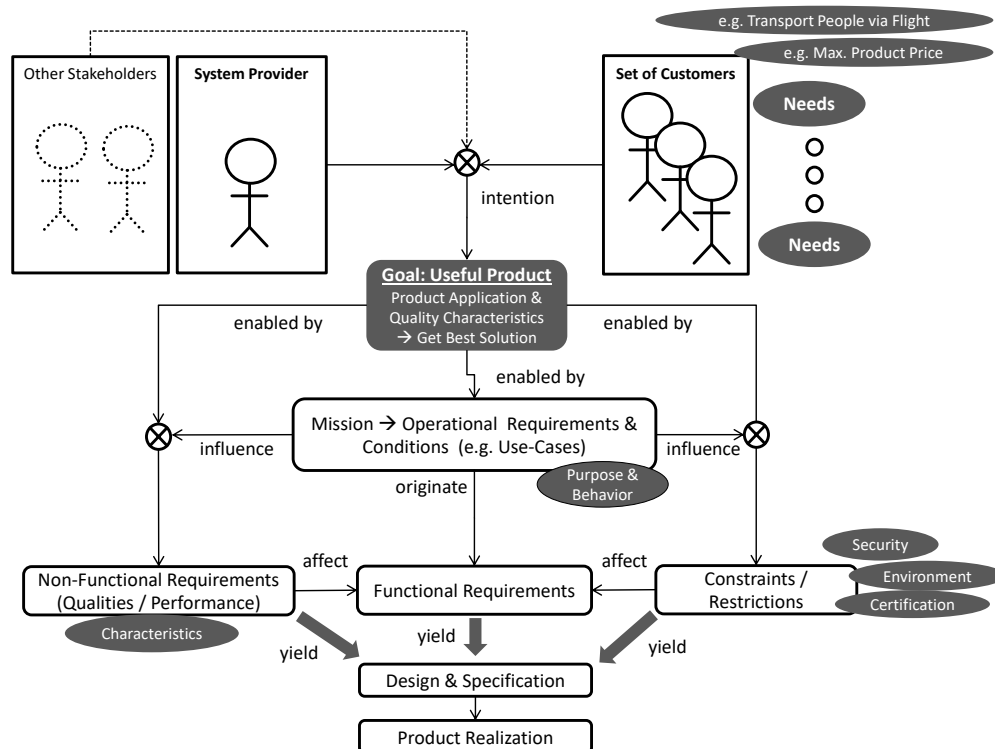 e.g. Transport People via Flight
e.g. Max. Product Price
Other Stakeholders
System Provider
Set of Customers
Needs
Needs
intention
Goal: Useful Product
Product Application &
Quality Characteristics
→ Get Best Solution
enabled by
enabled by
enabled by
Mission → Operational Requirements &
Conditions (e.g. Use-Cases)
influence
influence
Purpose &
Behavior
originate
Security
Environment
Certification
affect
affect
Non-Functional Requirements
(Qualities / Performance)
Functional Requirements
Constraints /
Restrictions
Characteristics
yield
yield
yield
Design & Specification
Product Realization